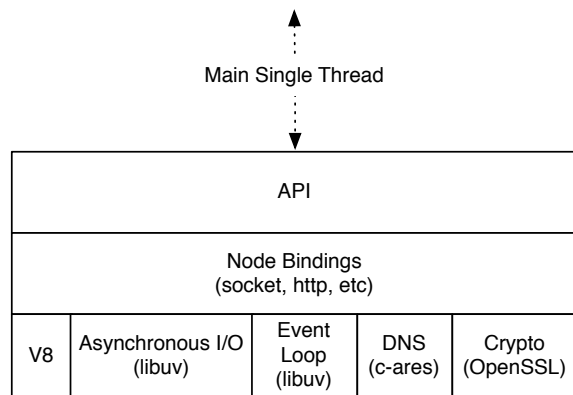 Main Single Thread
API
Node Bindings
(socket, http, etc)
V8
Asynchronous I/O
(libuv)
Event
Loop
(libuv)
DNS
(c-ares)
Crypto
(OpenSSL)